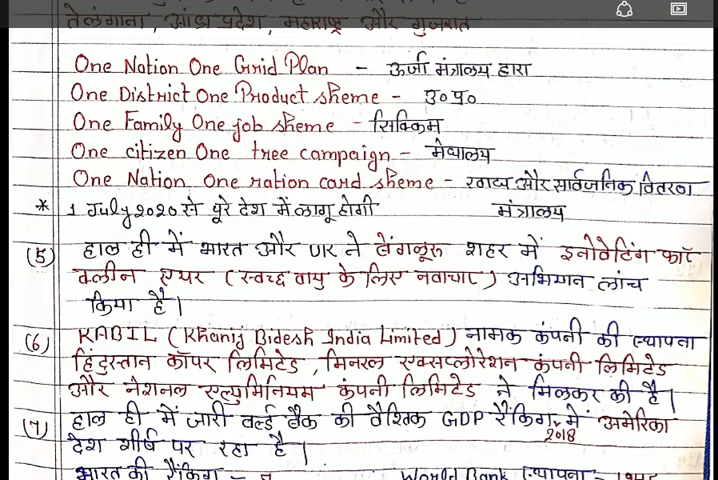 तेलंगाना, आंध्र प्रदेश, महाराष्ट्र और गुजरात
One Nation One Grid Plan - ऊर्जा मंत्रालय द्वारा
One District One Product sheme - उ०प्र०
One Family One job sheme - सिक्किम
One citizen One tree campaign - मेघालय
One Nation One ration card sheme - खाद्य और सार्वजनिक वितरण
* 1 July 2020 से पूरे देश में लागू होगी मंत्रालय
(5) हाल ही में भारत और UK ने बेंगलुरू शहर में इनोवेटिंग फॉर
क्लीन एयर (स्वच्छ वायु के लिए नवाचार) अभियान लांच
किया है।
(6) KABIL (Khanij Bidesh India Limited) नामक कंपनी की स्थापना
हिंदुस्तान कॉपर लिमिटेड, मिनरल एक्सप्लोरेशन कंपनी लिमिटेड
और नेशनल एल्युमिनियम कंपनी लिमिटेड ने मिलकर की है।
(7) हाल ही में जारी वर्ल्ड बैंक की वैश्विक GDP रैंकिंग 2018 में अमेरिका
देश शीर्ष पर रहा है।
भारत की रैंकिंग - World Bank स्थापना -